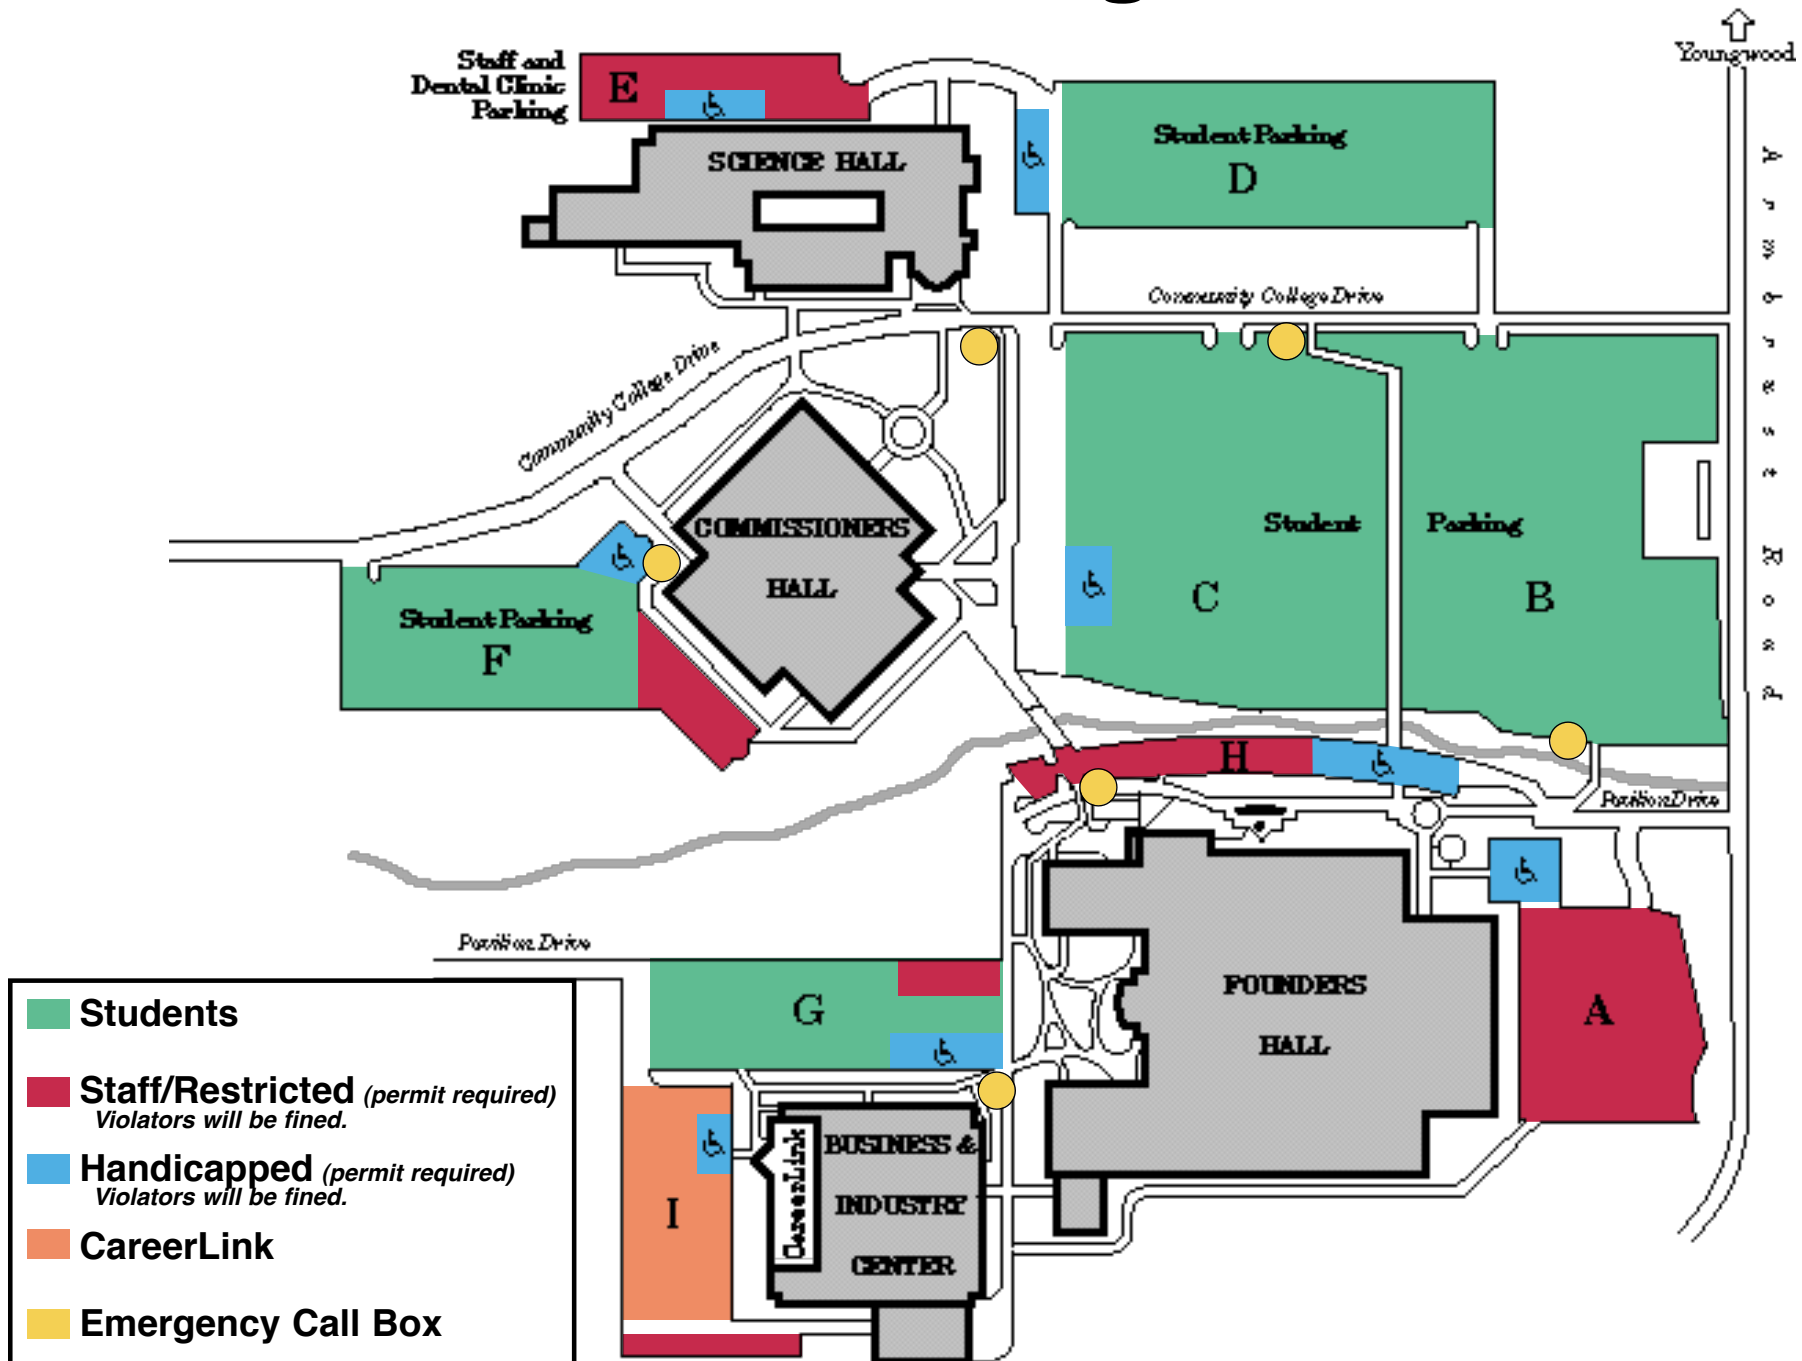 Youngwood
Staff and
Dental Clinic
Parking
E
SCIENCE HALL
Student Parking
D
Community College Drive
Community College Drive
Armbrust Road
COMMISSIONERS
HALL
Student Parking
C
B
Student Parking
F
H
Pavilion Drive
Pavilion Drive
G
FOUNDERS
HALL
A
I
CareerLink
BUSINESS &
INDUSTRY
CENTER
Students
Staff/Restricted (permit required)
Violators will be fined.
Handicapped (permit required)
Violators will be fined.
CareerLink
Emergency Call Box